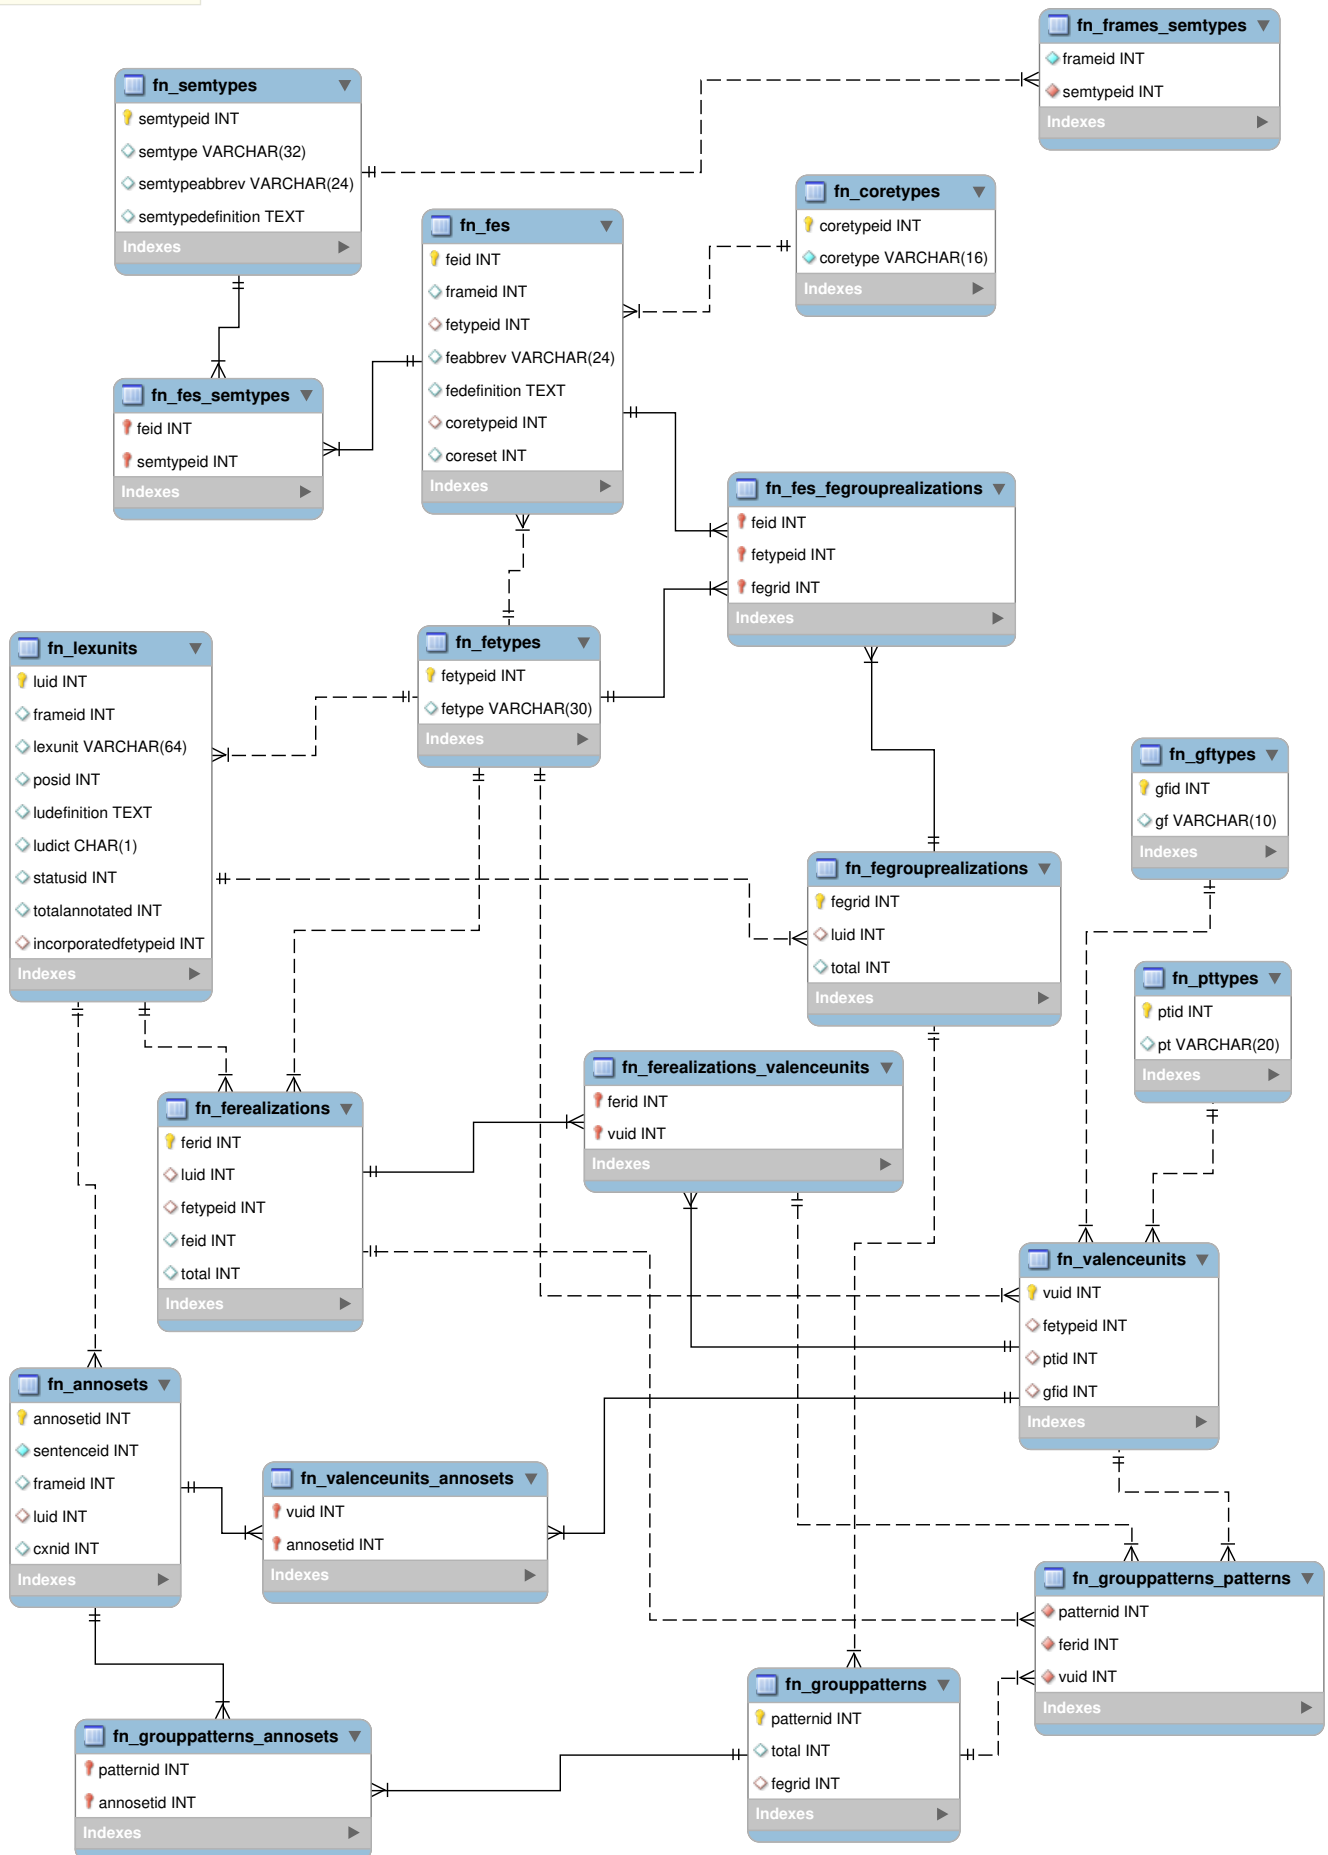 fn_frames_semtypes
frameid INT
semtypeid INT
Indexes
fn_semtypes
semtypeid INT
semtype VARCHAR(32)
semtypeabbrev VARCHAR(24)
semtypedefinition TEXT
Indexes
fn_coretypes
coretypeid INT
coretype VARCHAR(16)
Indexes
fn_fes
feid INT
frameid INT
fetypeid INT
feabbrev VARCHAR(24)
fedefinition TEXT
coretypeid INT
coreset INT
Indexes
fn_fes_semtypes
feid INT
semtypeid INT
Indexes
fn_fes_fegrouprealizations
feid INT
fetypeid INT
fegrid INT
Indexes
fn_lexunits
luid INT
frameid INT
lexunit VARCHAR(64)
posid INT
ludefinition TEXT
ludict CHAR(1)
statusid INT
totalannotated INT
incorporatedfetypeid INT
Indexes
fn_fetypes
fetypeid INT
fetype VARCHAR(30)
Indexes
fn_gftypes
gfid INT
gf VARCHAR(10)
Indexes
fn_fegrouprealizations
fegrid INT
luid INT
total INT
Indexes
fn_pttypes
ptid INT
pt VARCHAR(20)
Indexes
fn_ferealizations_valenceunits
ferid INT
vuid INT
Indexes
fn_ferealizations
ferid INT
luid INT
fetypeid INT
feid INT
total INT
Indexes
fn_valenceunits
vuid INT
fetypeid INT
ptid INT
gfid INT
Indexes
fn_annosets
annosetid INT
sentenceid INT
frameid INT
luid INT
cxnid INT
Indexes
fn_valenceunits_annosets
vuid INT
annosetid INT
Indexes
fn_grouppatterns_patterns
patternid INT
ferid INT
vuid INT
Indexes
fn_grouppatterns
patternid INT
total INT
fegrid INT
Indexes
fn_grouppatterns_annosets
patternid INT
annosetid INT
Indexes